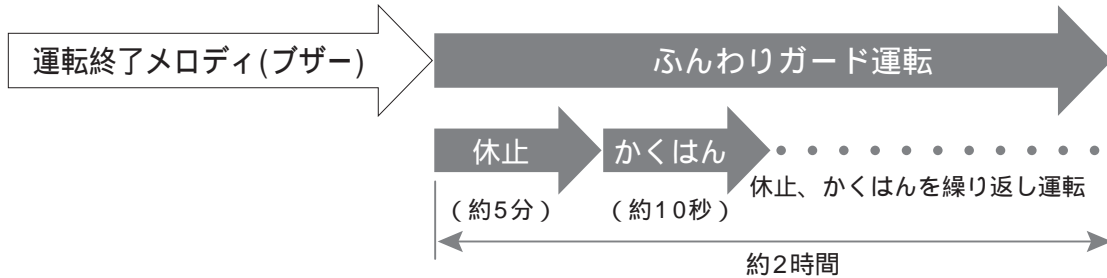 運転終了メロディ(ブザー)
ふんわりガード運転
休止
かくはん
休止、かくはんを繰り返し運転
(約5分)
(約10秒)
約2時間